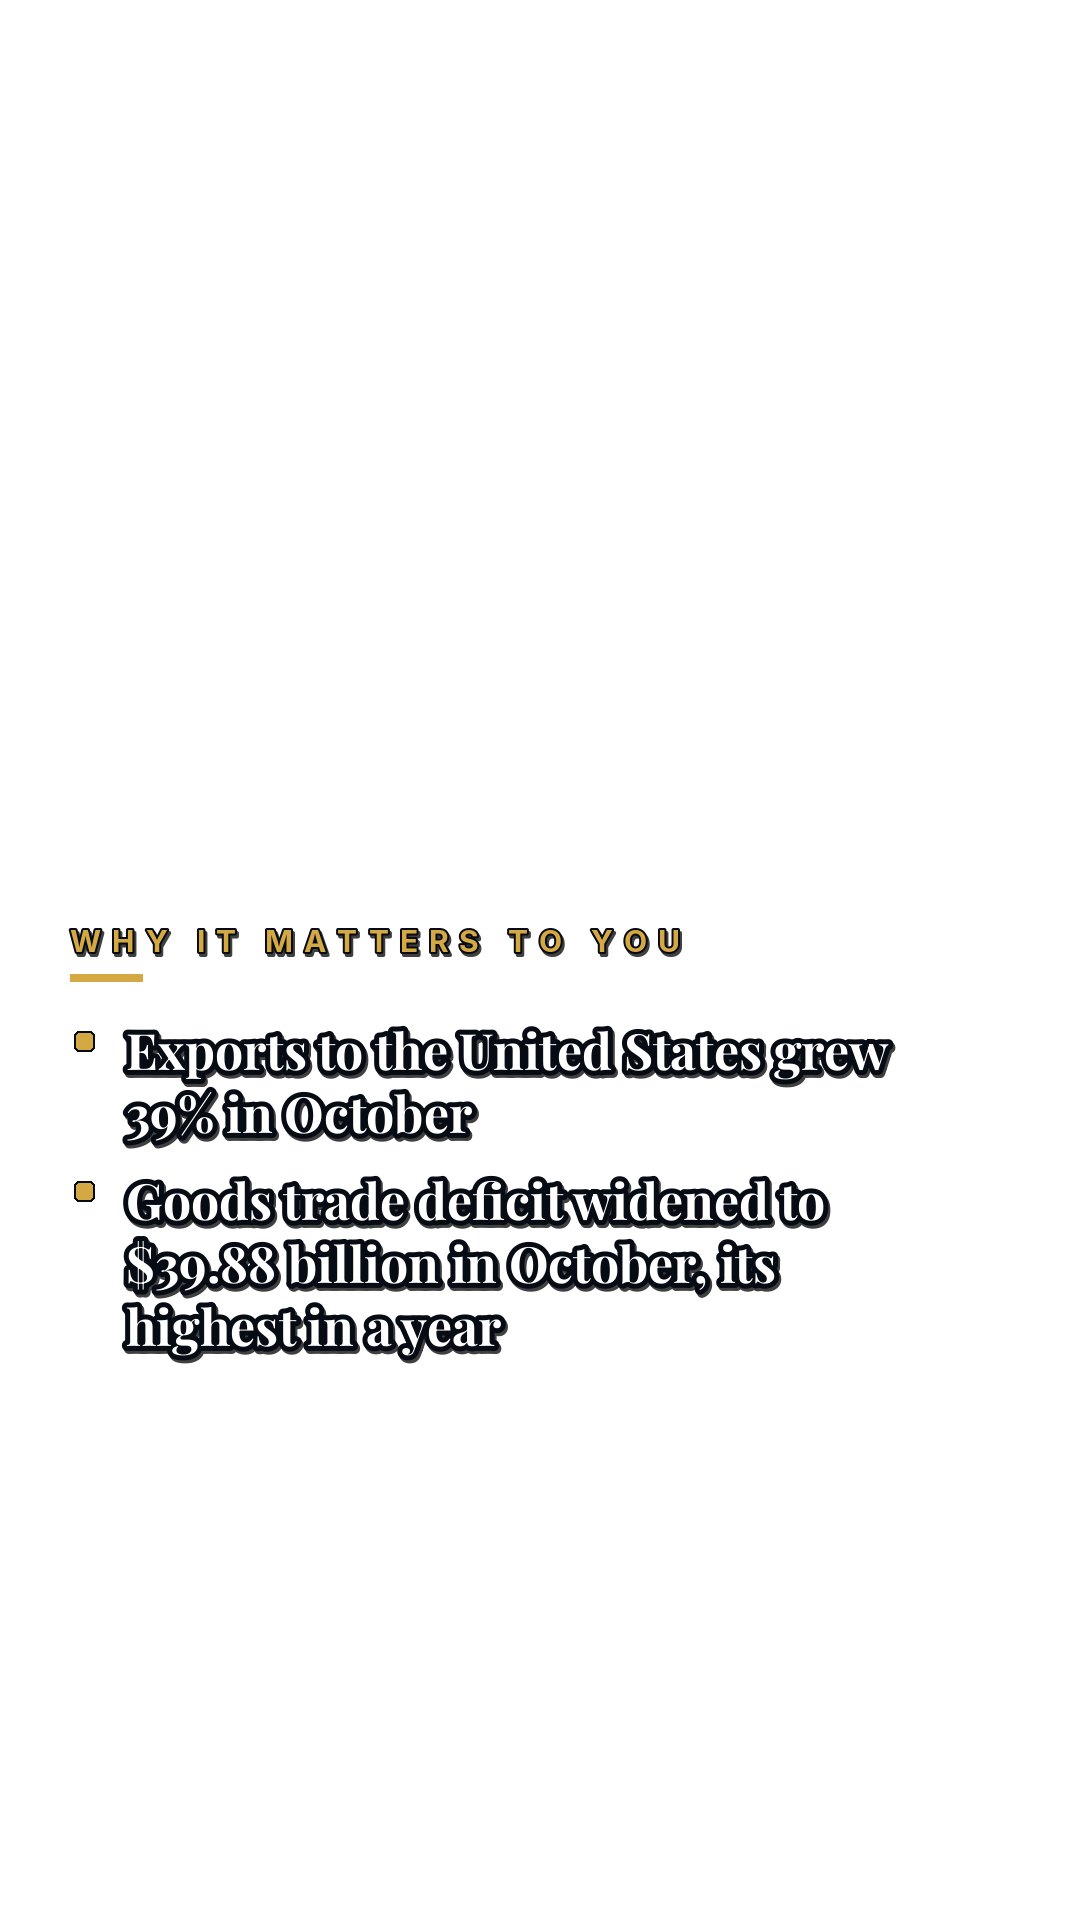 WHY IT MATTERS TO YOU
Exports to the United States grew
39% in October
Goods trade deficit widened to
$39.88 billion in October, its
highest in a year